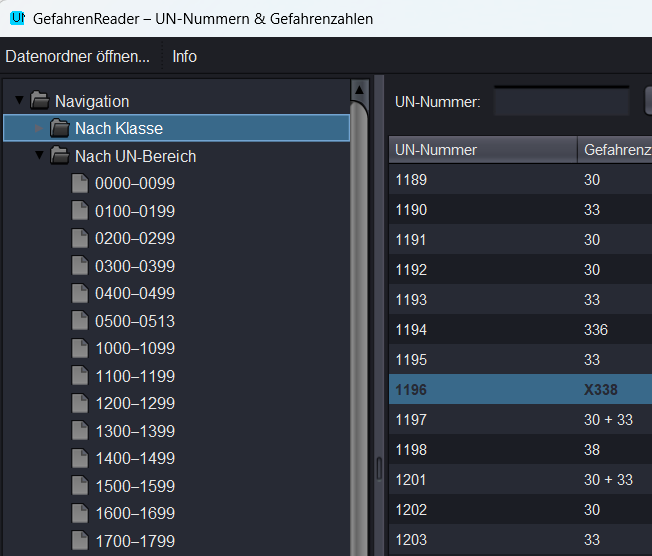 UN GefahrenReader – UN-Nummern & Gefahrenzahlen
Datenordner öffnen... Info
Navigation
Nach Klasse
Nach UN-Bereich
0000–0099
0100–0199
0200–0299
0300–0399
0400–0499
0500–0513
1000–1099
1100–1199
1200–1299
1300–1399
1400–1499
1500–1599
1600–1699
1700–1799
UN-Nummer:
UN-Nummer Gefahrenz
1189 30
1190 33
1191 30
1192 30
1193 33
1194 336
1195 33
1196 X338
1197 30 + 33
1198 38
1201 30 + 33
1202 30
1203 33